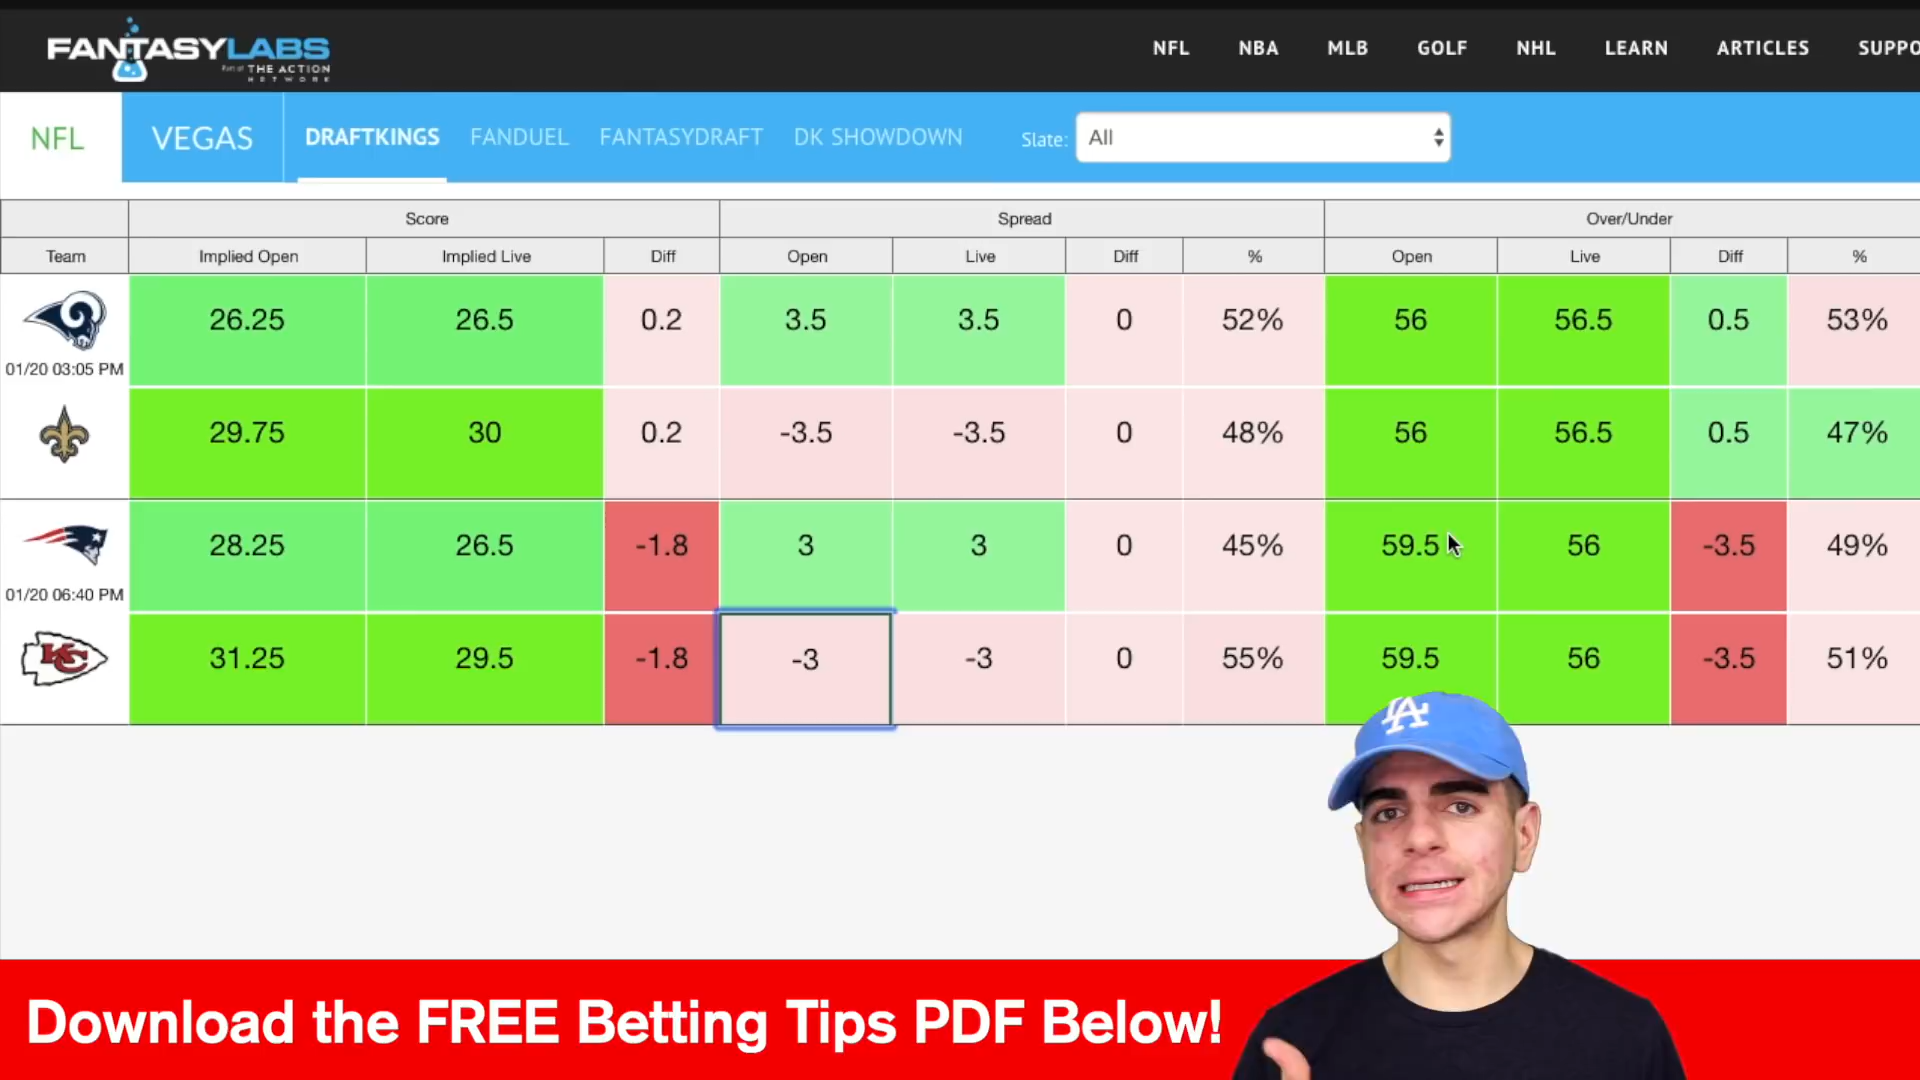 FANTASYLABS
Part of THE ACTION
NETWORK
NFL NBA MLB GOLF NHL LEARN ARTICLES SUPPO
NFL VEGAS DRAFTKINGS FANDUEL FANTASYDRAFT DK SHOWDOWN Slate: All
Score Spread Over/Under
Team Implied Open Implied Live Diff Open Live Diff % Open Live Diff %
26.25 26.5 0.2 3.5 3.5 0 52% 56 56.5 0.5 53%
01/20 03:05 PM
29.75 30 0.2 -3.5 -3.5 0 48% 56 56.5 0.5 47%
28.25 26.5 -1.8 3 3 0 45% 59.5 56 -3.5 49%
01/20 06:40 PM
KC 31.25 29.5 -1.8 -3 -3 0 55% 59.5 56 -3.5 51%
LA
Download the FREE Betting Tips PDF Below!